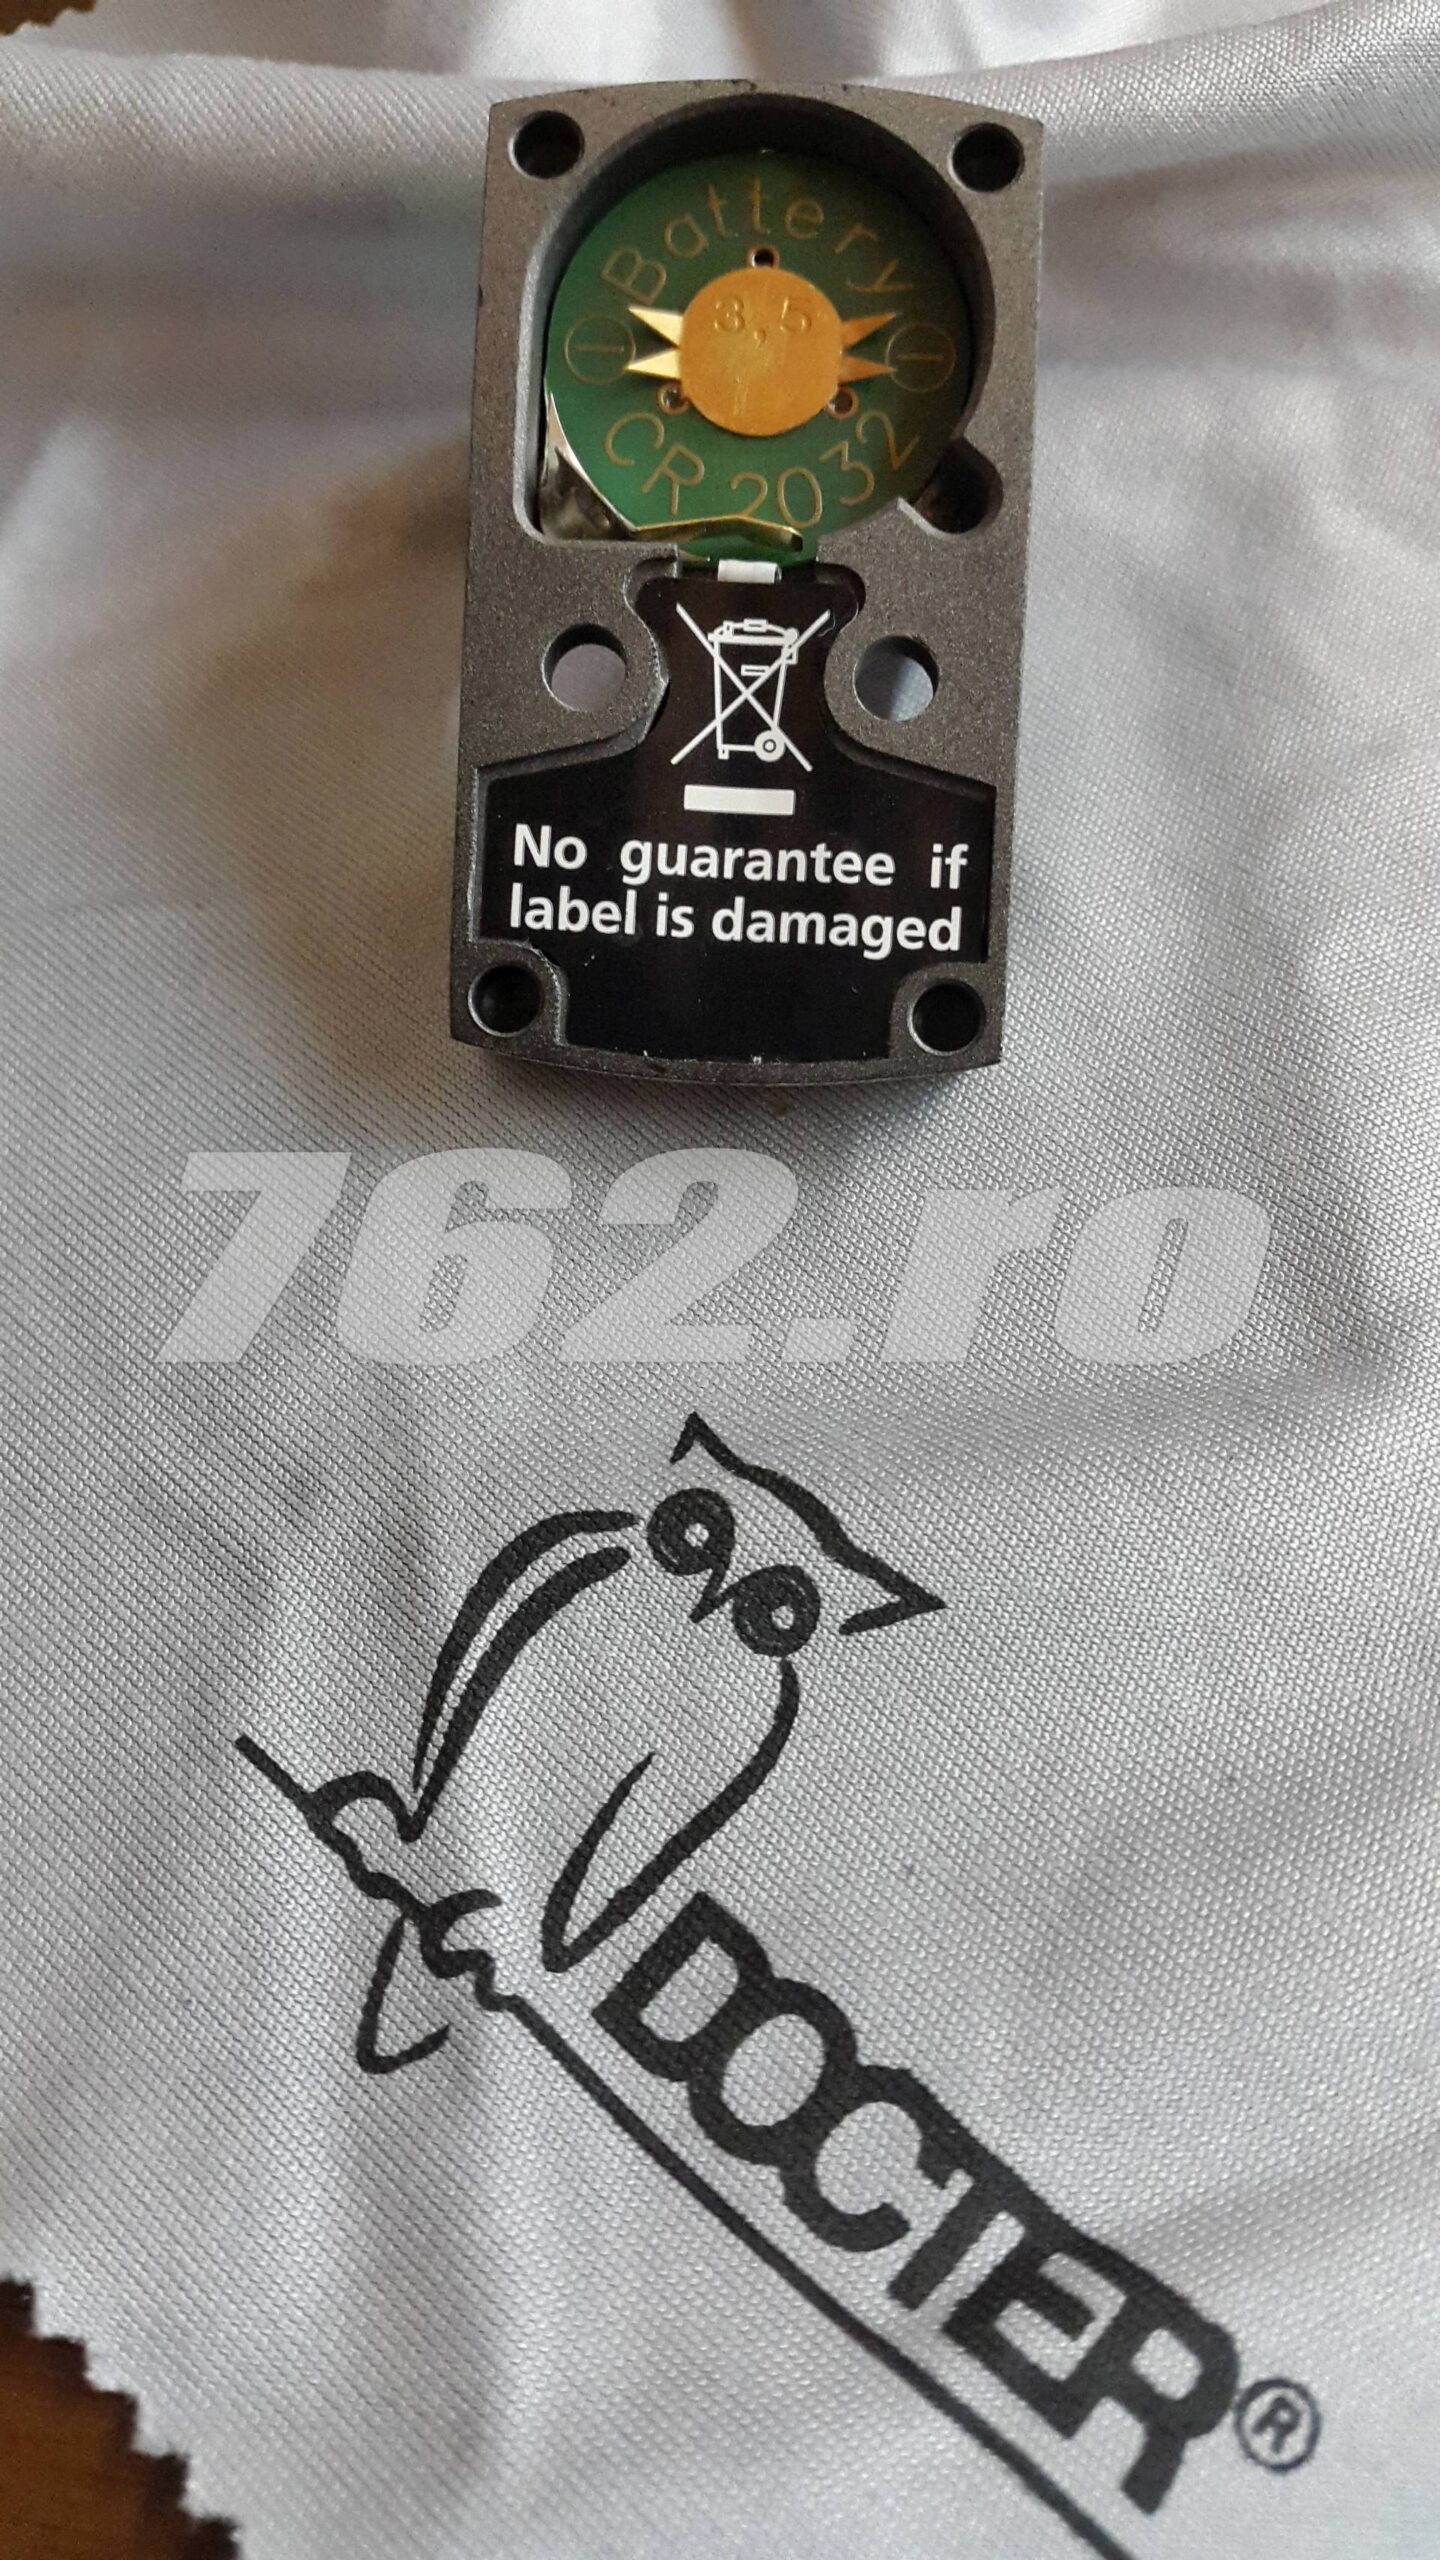 Battery
3,5
CR 2032
No guarantee if
label is damaged
762.ro
DOCTER®